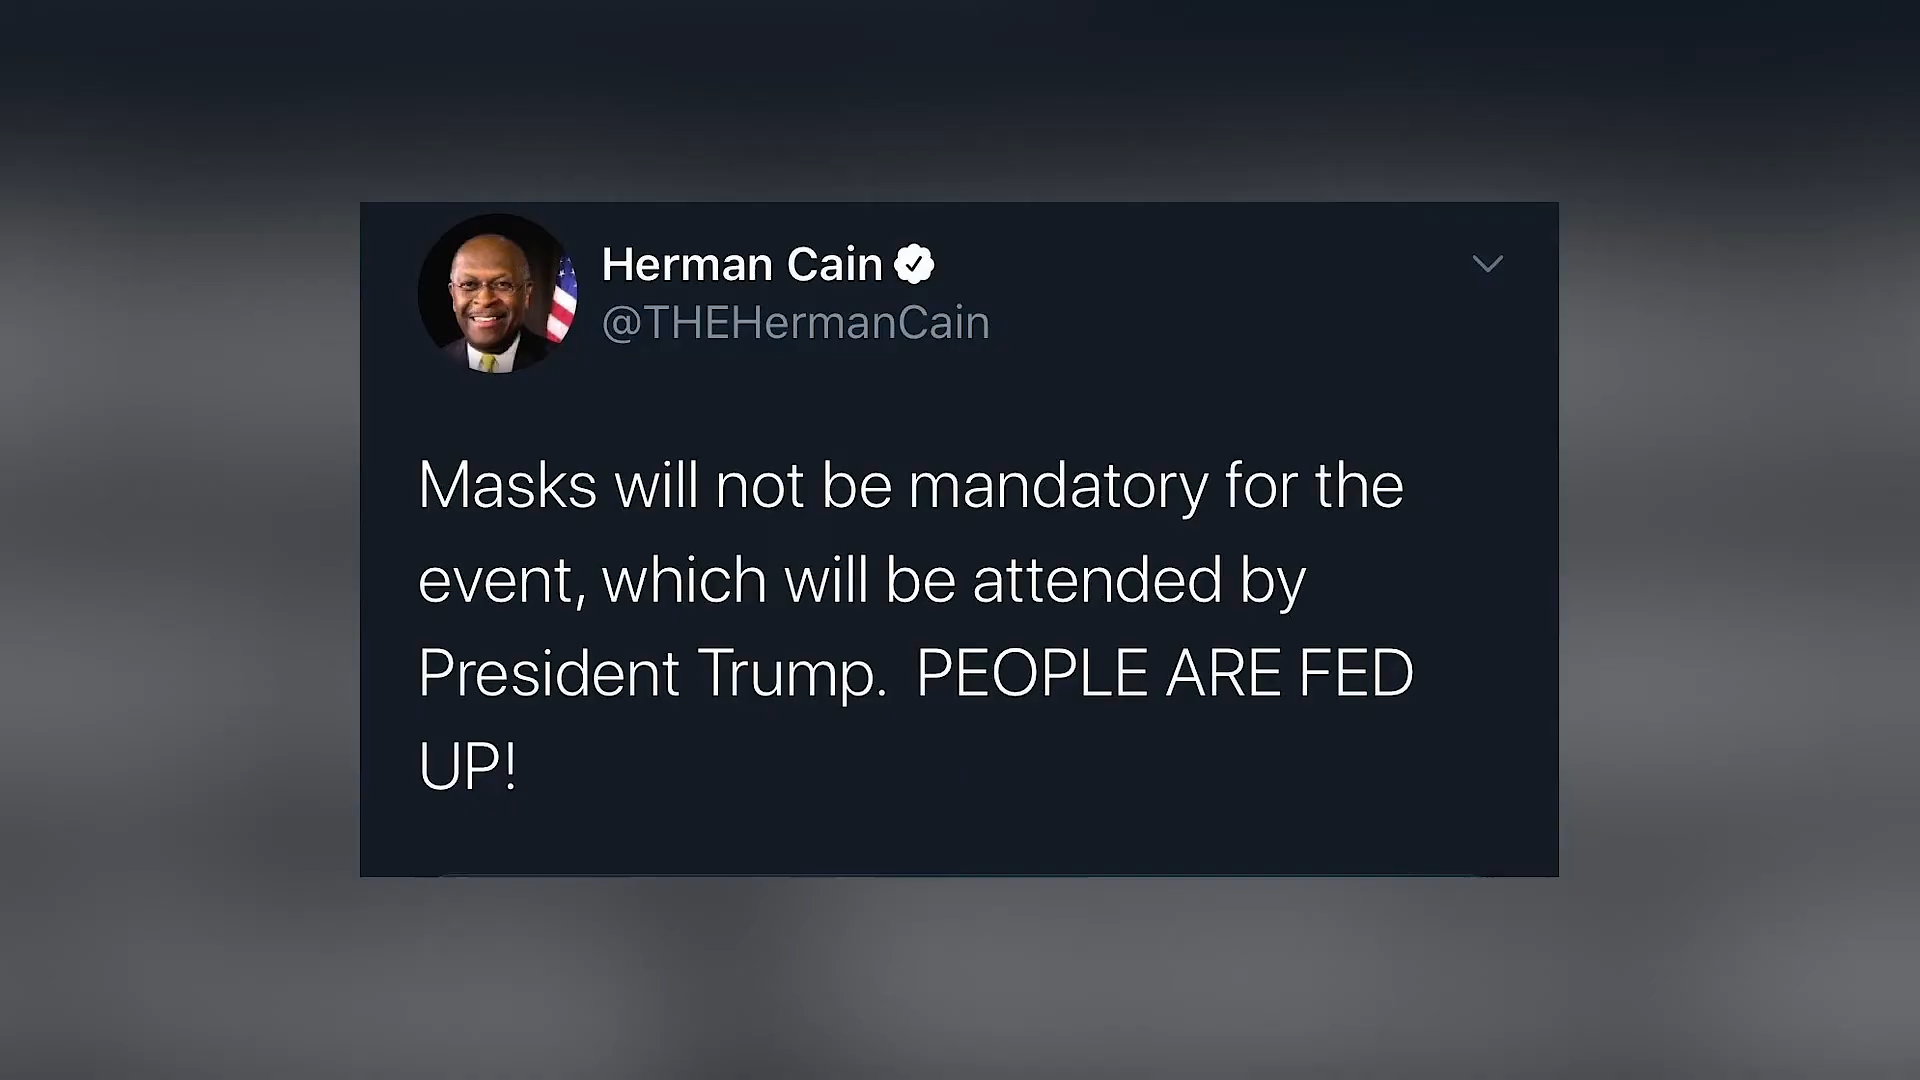 Herman Cain
@THEHermanCain
Masks will not be mandatory for the
event, which will be attended by
President Trump.  PEOPLE ARE FED
UP!